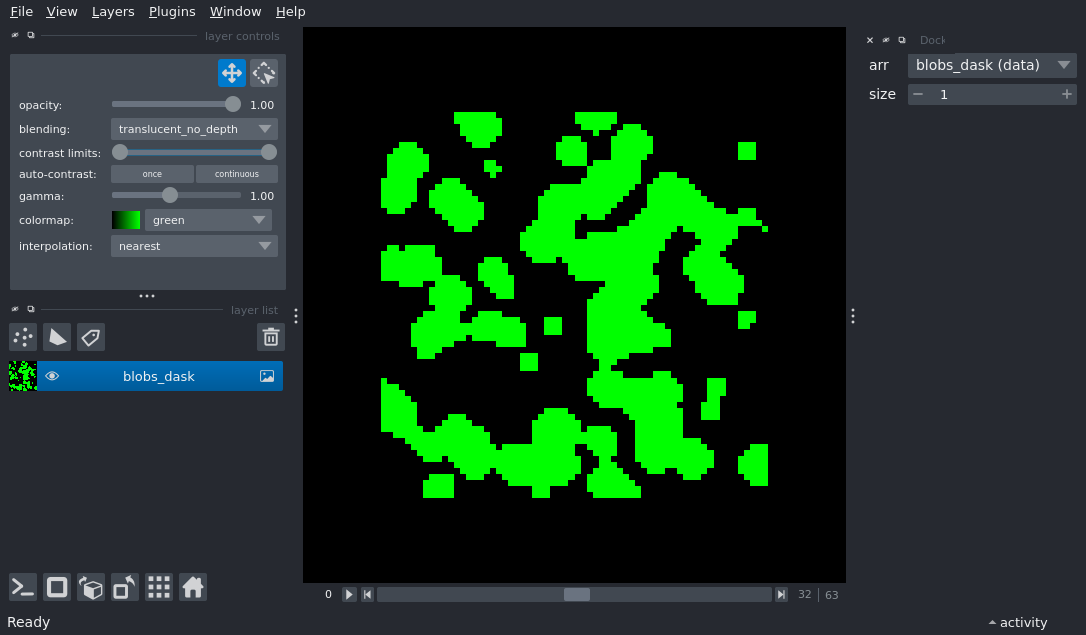 File View Layers Plugins Window Help
layer controls
opacity: 1.00
blending: translucent_no_depth
contrast limits:
auto-contrast: once continuous
gamma: 1.00
colormap: green
interpolation: nearest
layer list
blobs_dask
Dock
arr blobs_dask (data)
size 1
0 32 63
Ready
activity